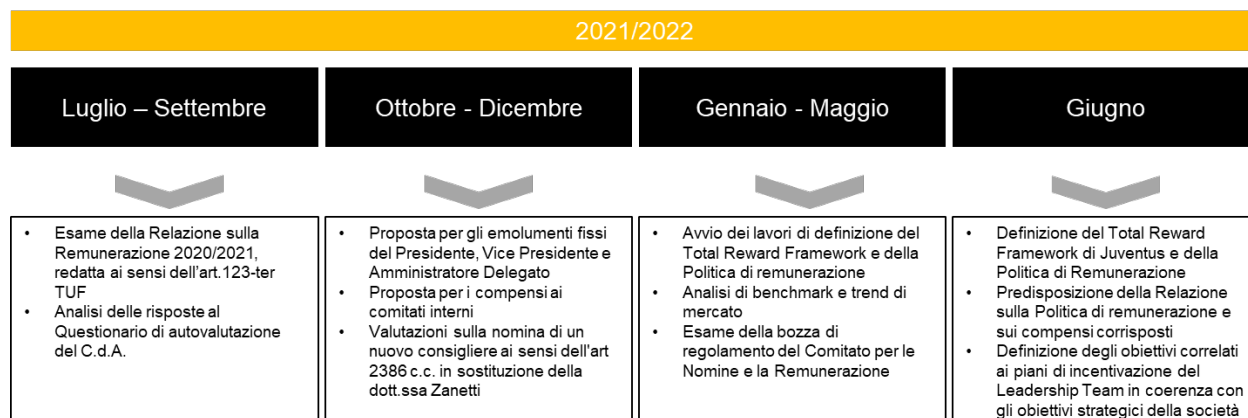 2021/2022
Luglio – Settembre
Ottobre - Dicembre
Gennaio - Maggio
Giugno
• Esame della Relazione sulla
Remunerazione 2020/2021,
redatta ai sensi dell'art.123-ter
TUF
• Analisi delle risposte al
Questionario di autovalutazione
del C.d.A.
• Proposta per gli emolumenti fissi
del Presidente, Vice Presidente e
Amministratore Delegato
• Proposta per i compensi ai
comitati interni
• Valutazioni sulla nomina di un
nuovo consigliere ai sensi dell'art
2386 c.c. in sostituzione della
dott.ssa Zanetti
• Avvio dei lavori di definizione del
Total Reward Framework e della
Politica di remunerazione
• Analisi di benchmark e trend di
mercato
• Esame della bozza di
regolamento del Comitato per le
Nomine e la Remunerazione
• Definizione del Total Reward
Framework di Juventus e della
Politica di Remunerazione
• Predisposizione della Relazione
sulla Politica di remunerazione e
sui compensi corrisposti
• Definizione degli obiettivi correlati
ai piani di incentivazione del
Leadership Team in coerenza con
gli obiettivi strategici della società